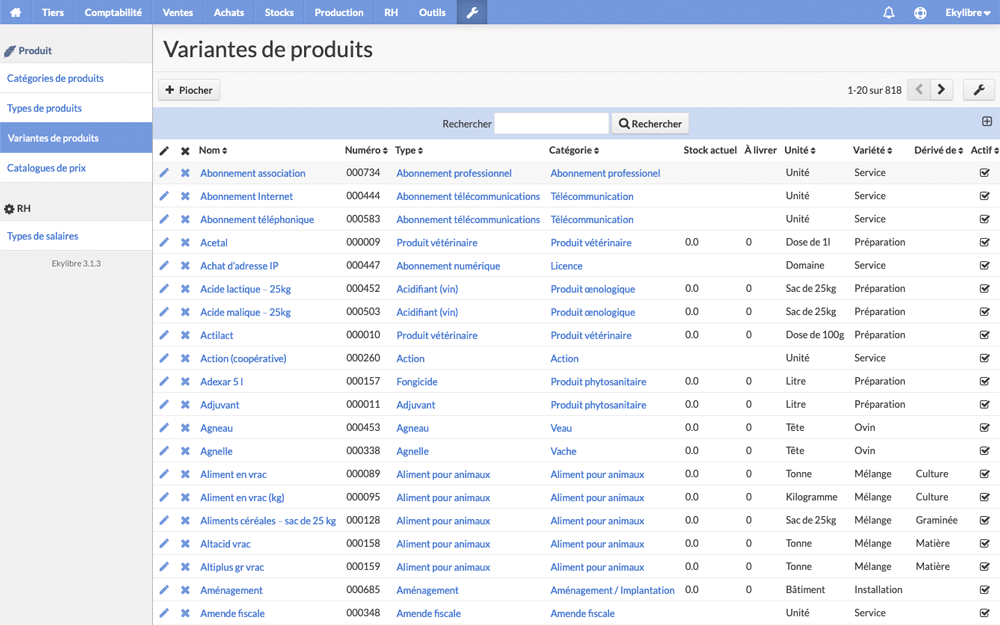 Tiers Comptabilité Ventes Achats Stocks Production RH Outils Ekylibre
Produit
Catégories de produits
Types de produits
Variantes de produits
Catalogues de prix
RH
Types de salaires
Ekylibre 3.1.3
Variantes de produits
Piocher 1-20 sur 818
Rechercher Rechercher
Nom Numéro Type Catégorie Stock actuel À livrer Unité Variété Dérivé de Actif
Abonnement association 000734 Abonnement professionnel Abonnement professionnel Unité Service
Abonnement Internet 000444 Abonnement télécommunications Télécommunication Unité Service
Abonnement téléphonique 000583 Abonnement télécommunications Télécommunication Unité Service
Acetal 000009 Produit vétérinaire Produit vétérinaire 0.0 0 Dose de 1l Préparation
Achat d'adresse IP 000447 Abonnement numérique Licence Domaine Service
Acide lactique – 25kg 000452 Acidifiant (vin) Produit œnologique 0.0 0 Sac de 25kg Préparation
Acide malique – 25kg 000503 Acidifiant (vin) Produit œnologique 0.0 0 Sac de 25kg Préparation
Actilact 000010 Produit vétérinaire Produit vétérinaire 0.0 0 Dose de 100g Préparation
Action (coopérative) 000260 Action Action Unité Service
Adexar 5 l 000157 Fongicide Produit phytosanitaire 0.0 0 Litre Préparation
Adjuvant 000011 Adjuvant Produit phytosanitaire 0.0 0 Litre Préparation
Agneau 000453 Agneau Veau 0.0 0 Tête Ovin
Agnelle 000338 Agnelle Vache 0.0 0 Tête Ovin
Aliment en vrac 000089 Aliment pour animaux Aliment pour animaux 0.0 0 Tonne Mélange Culture
Aliment en vrac (kg) 000095 Aliment pour animaux Aliment pour animaux 0.0 0 Kilogramme Mélange Culture
Aliments céréales – sac de 25 kg 000128 Aliment pour animaux Aliment pour animaux 0.0 0 Sac de 25kg Mélange Graminée
Altacid vrac 000158 Aliment pour animaux Aliment pour animaux 0.0 0 Tonne Mélange Matière
Altiplus gr vrac 000159 Aliment pour animaux Aliment pour animaux 0.0 0 Tonne Mélange Matière
Aménagement 000685 Aménagement Aménagement / Implantation 0.0 0 Bâtiment Installation
Amende fiscale 000348 Amende fiscale Amende fiscale Unité Service